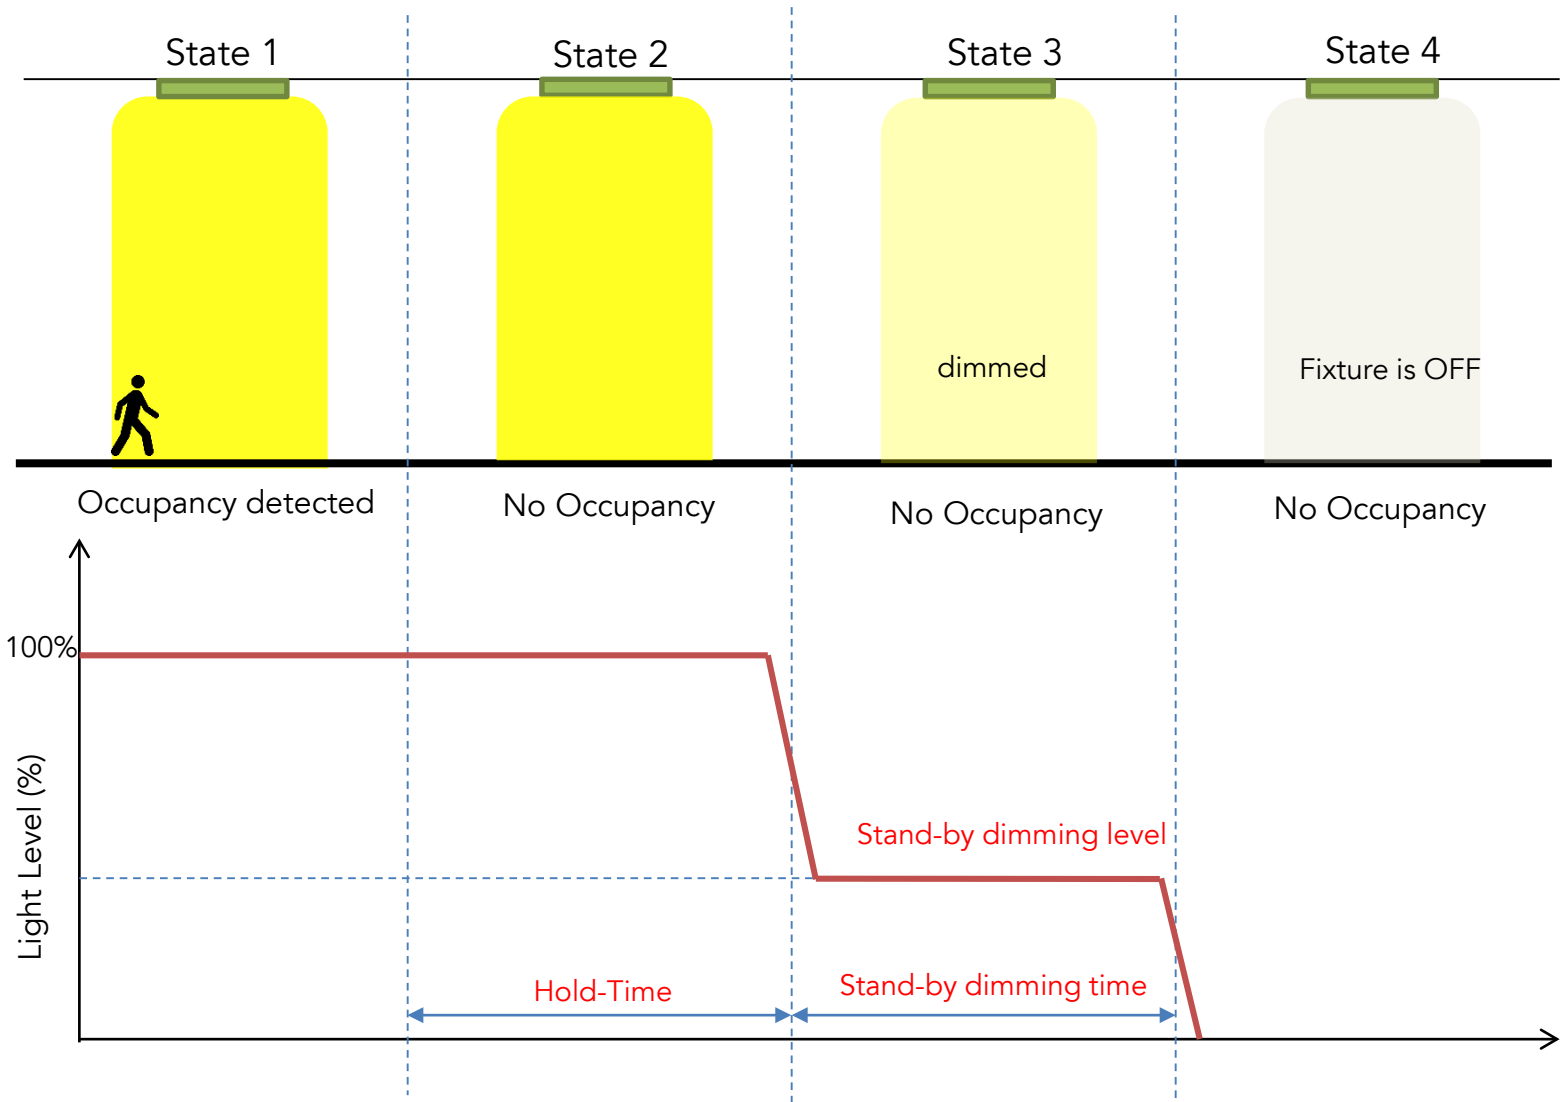 State 1
State 2
State 3
State 4
dimmed
Fixture is OFF
Occupancy detected
No Occupancy
No Occupancy
No Occupancy
100%
Light Level (%)
Stand-by dimming level
Hold-Time
Stand-by dimming time